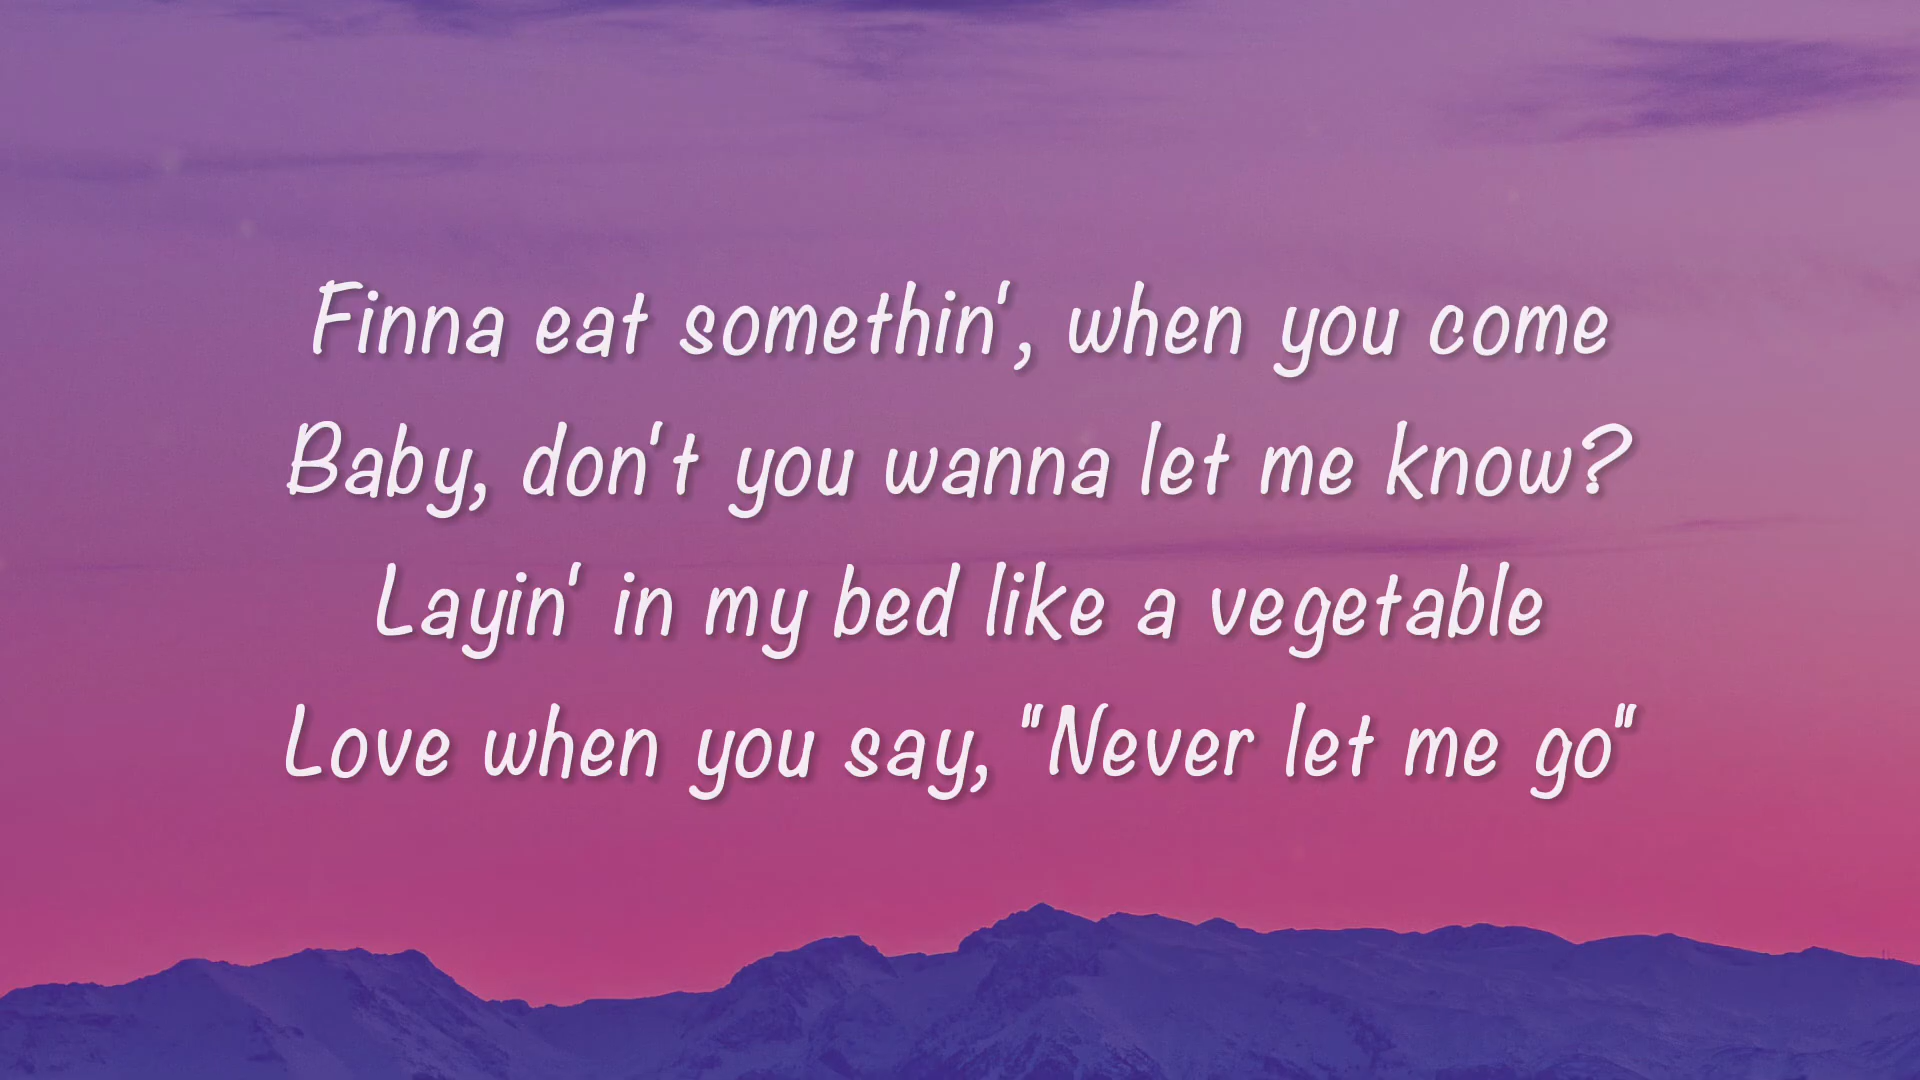 Finna eat somethin', when you come
Baby, don't you wanna let me know?
Layin' in my bed like a vegetable
Love when you say, "Never let me go"